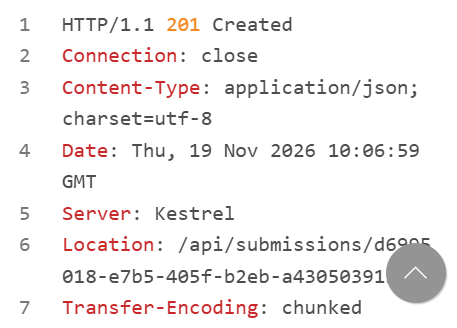 1 HTTP/1.1 201 Created
2 Connection: close
3 Content-Type: application/json;
charset=utf-8
4 Date: Thu, 19 Nov 2026 10:06:59
GMT
5 Server: Kestrel
6 Location: /api/submissions/d6995
018-e7b5-405f-b2eb-a43050391
7 Transfer-Encoding: chunked